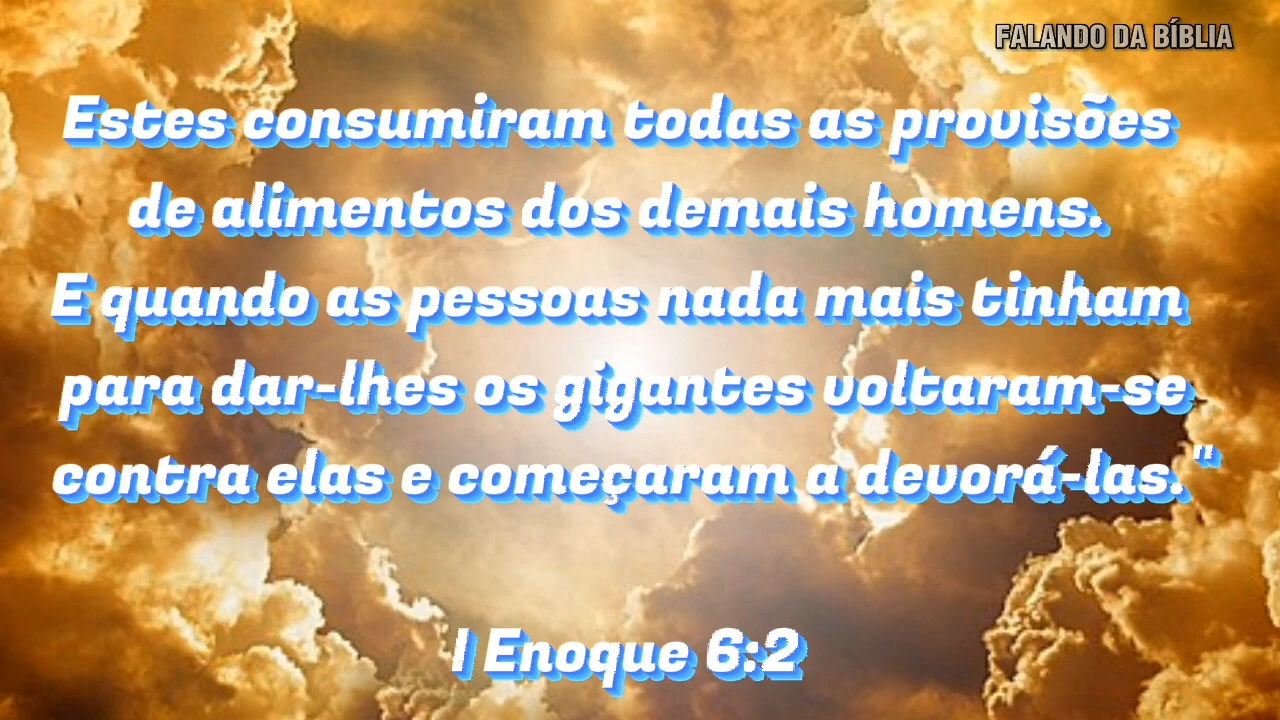 FALANDO DA BÍBLIA
Estes consumiram todas as provisões
de alimentos dos demais homens.
E quando as pessoas nada mais tinham
para dar-lhes os gigantes voltaram-se
contra elas e começaram a devorá-las."
I Enoque 6:2